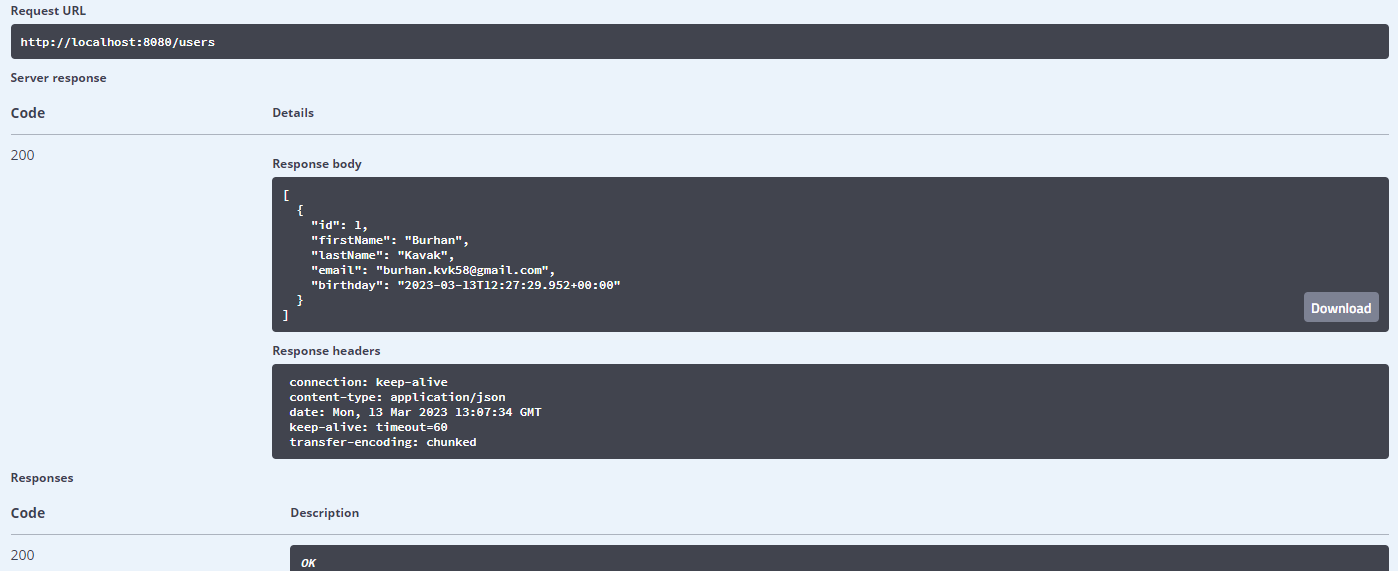 Request URL
http://localhost:8080/users
Server response
Code Details
200
Response body
[
  {
    "id": 1,
    "firstName": "Burhan",
    "lastName": "Kavak",
    "email": "burhan.kvk58@gmail.com",
    "birthday": "2023-03-13T12:27:29.952+00:00"
  }
]
Download
Response headers
connection: keep-alive
content-type: application/json
date: Mon, 13 Mar 2023 13:07:34 GMT
keep-alive: timeout=60
transfer-encoding: chunked
Responses
Code Description
200
OK